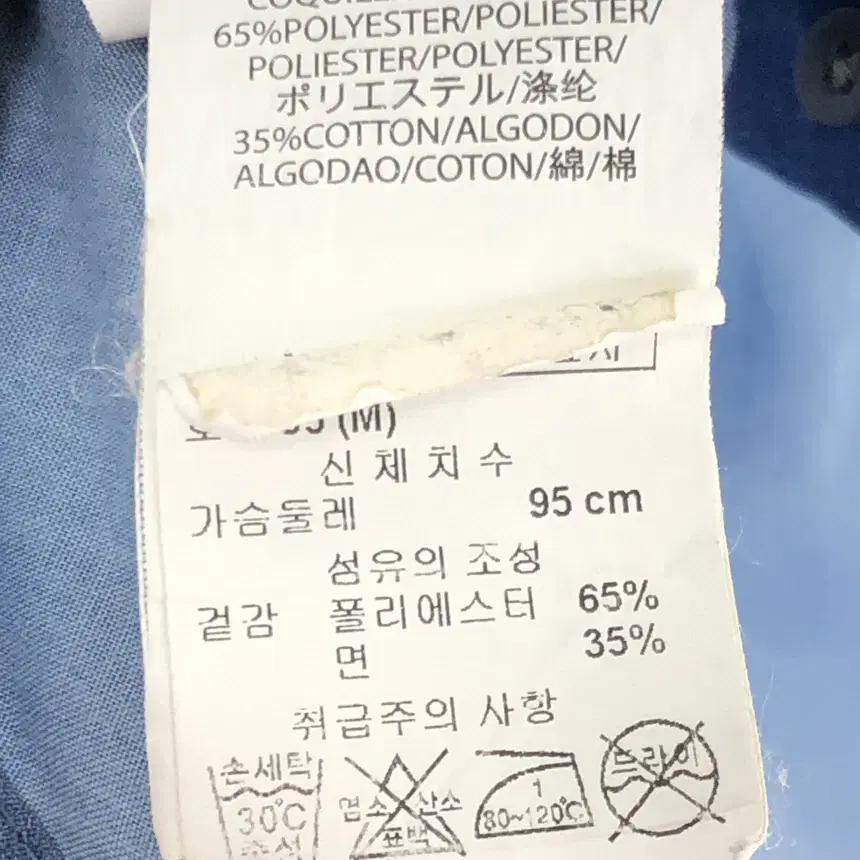 65%POLYESTER/POLIESTER/
POLIESTER/POLYESTER/
ポリエステル/涤纶
35%COTTON/ALGODON/
ALGODAO/COTON/綿/棉
(M)
신체치수
가슴둘레 95 cm
섬유의 조성
겉감 폴리에스터 65%
면 35%
취급주의 사항
손세탁 30℃ 중성
염소 산소 표백
1 80~120℃
드라이